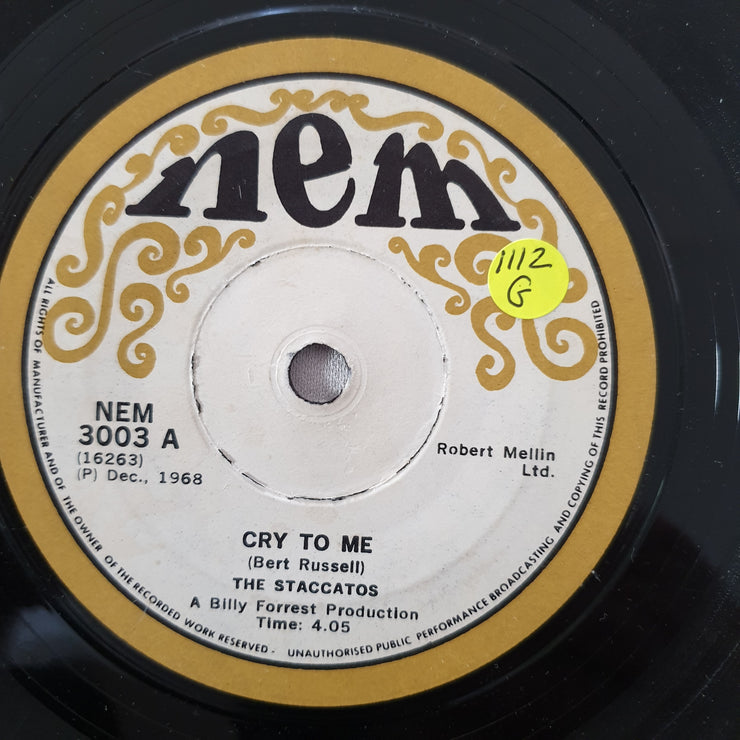 nem
1112
G
NEM
3003 A
(16263)
(P) Dec., 1968
Robert Mellin
Ltd.
CRY TO ME
(Bert Russell)
THE STACCATOS
A Billy Forrest Production
Time: 4.05
ALL RIGHTS OF MANUFACTURER AND OF THE OWNER OF THE RECORDED WORK RESERVED - UNAUTHORISED PUBLIC PERFORMANCE BROADCASTING AND COPYING OF THIS RECORD PROHIBITED